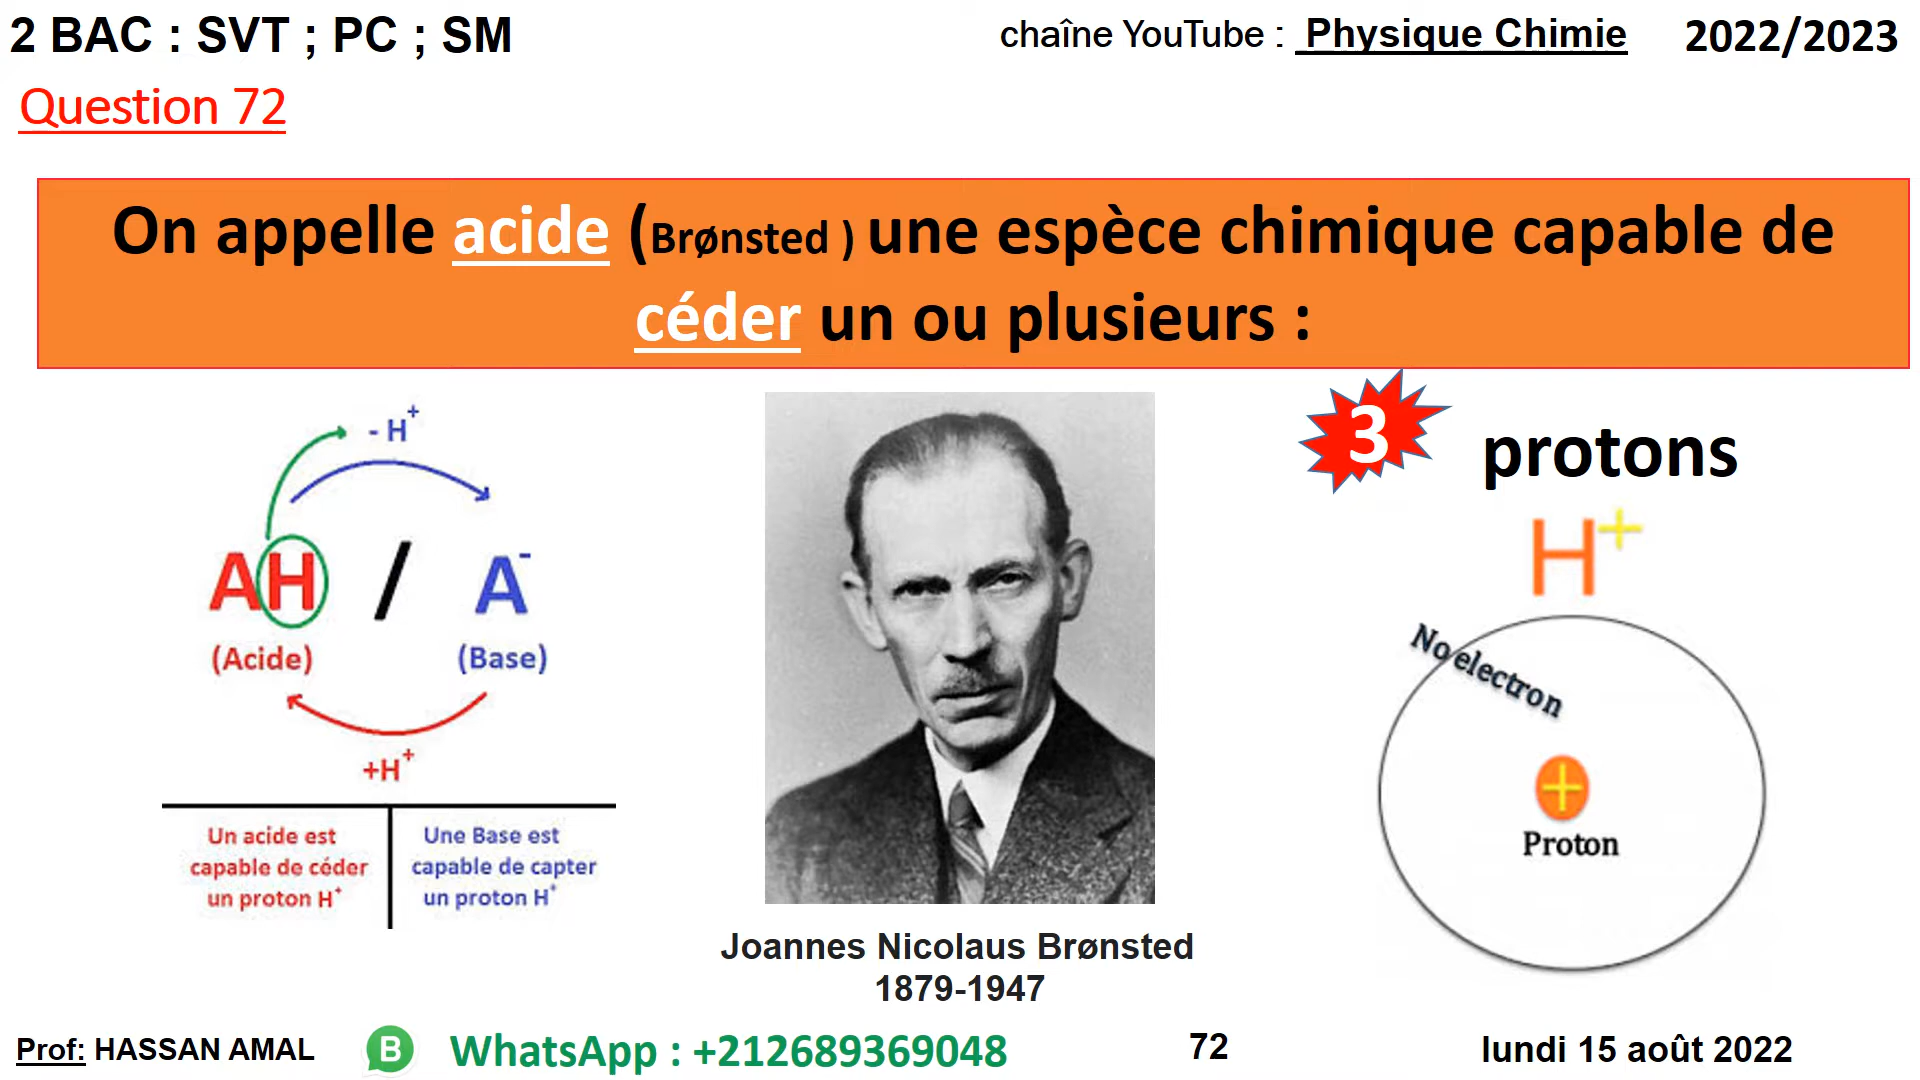 2 BAC : SVT ; PC ; SM
chaîne YouTube : Physique Chimie
2022/2023
Question 72
On appelle acide (Brønsted ) une espèce chimique capable de
céder un ou plusieurs :
- H+
AH / A-
(Acide) (Base)
+H+
Un acide est
capable de céder
un proton H+
Une Base est
capable de capter
un proton H+
Joannes Nicolaus Brønsted
1879-1947
3 protons
H+
No electron
+
Proton
Prof: HASSAN AMAL
B
WhatsApp : +212689369048
72
lundi 15 août 2022